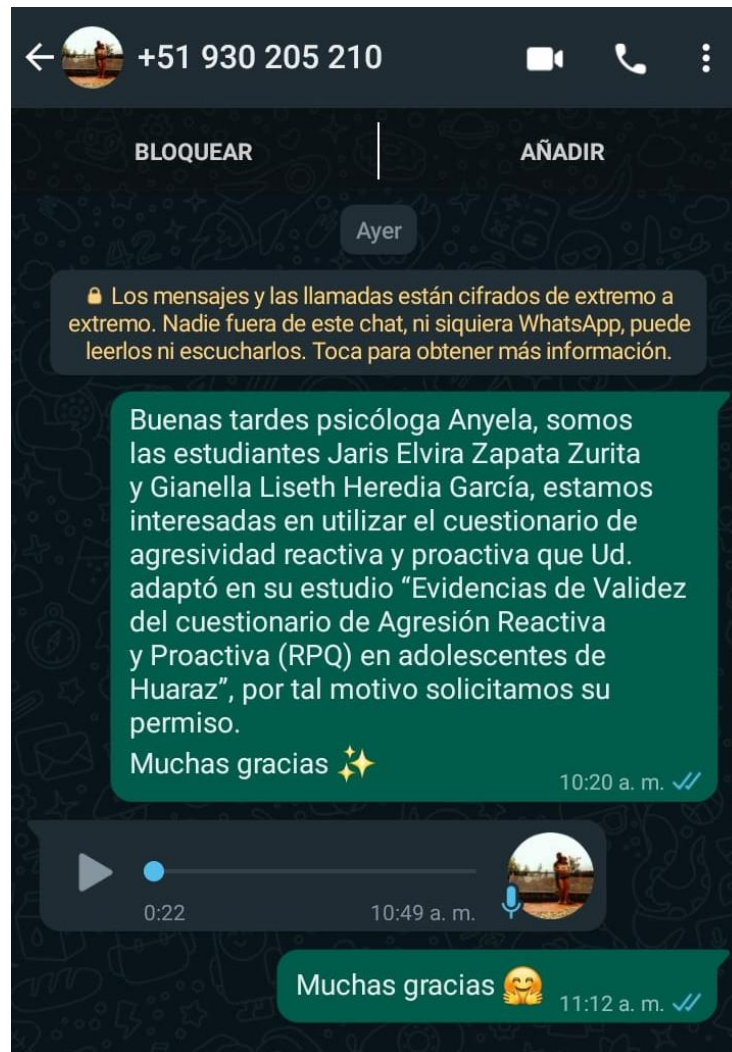 +51 930 205 210
BLOQUEAR
AÑADIR
Ayer
Los mensajes y las llamadas están cifrados de extremo a
extremo. Nadie fuera de este chat, ni siquiera WhatsApp, puede
leerlos ni escucharlos. Toca para obtener más información.
Buenas tardes psicóloga Anyela, somos
las estudiantes Jaris Elvira Zapata Zurita
y Gianella Liseth Heredia García, estamos
interesadas en utilizar el cuestionario de
agresividad reactiva y proactiva que Ud.
adaptó en su estudio “Evidencias de Validez
del cuestionario de Agresión Reactiva
y Proactiva (RPQ) en adolescentes de
Huaraz”, por tal motivo solicitamos su
permiso.
Muchas gracias ✨
10:20 a. m.
0:22
10:49 a. m.
Muchas gracias 🤗
11:12 a. m.